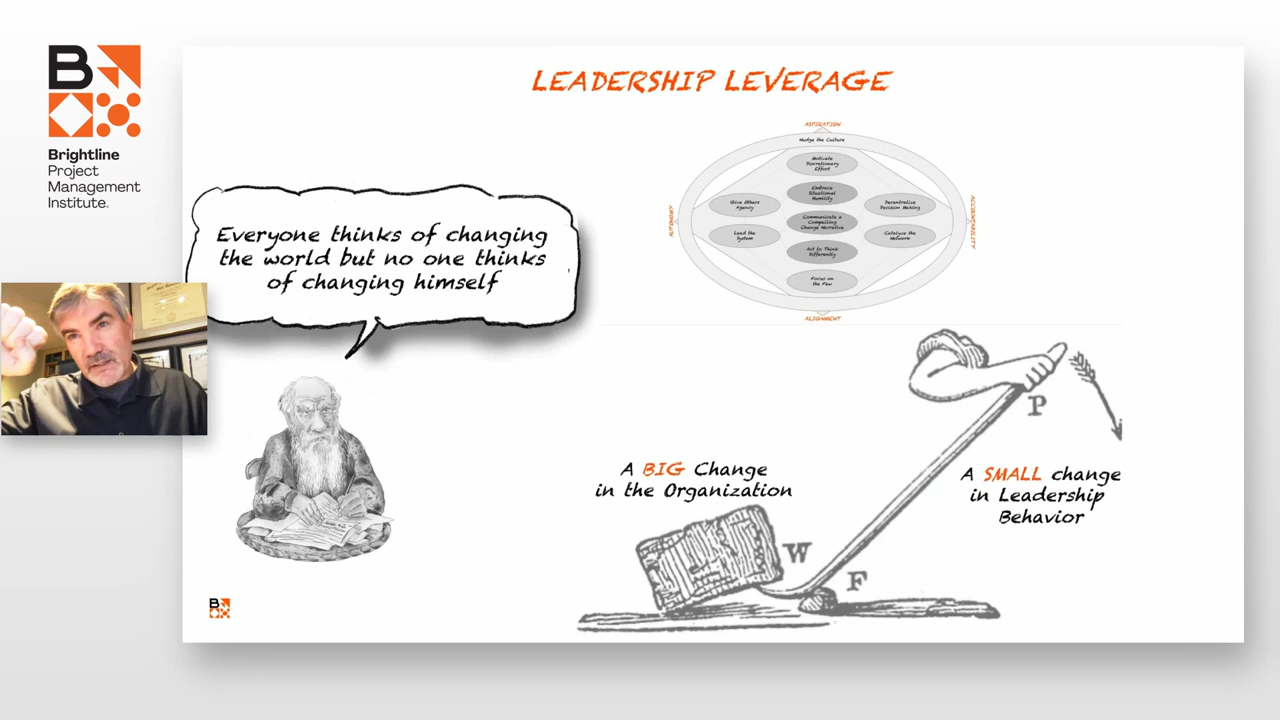 B
Brightline
Project
Management
Institute.
LEADERSHIP LEVERAGE
Everyone thinks of changing
the world but no one thinks
of changing himself
ASPIRATION
Nudge the Culture
Motivate
Discretionary
Effort
Embrace
Situational
Humility
Give Others
Agency
Decentralize
Decision Making
Communicate a
Compelling
Change Narrative
Lead the
System
Catalyze the
Network
Act to Think
Differently
Focus on
the Few
AUTONOMY
ACCOUNTABILITY
ALIGNMENT
P
A BIG Change
in the Organization
A SMALL change
in Leadership
Behavior
W
F
B